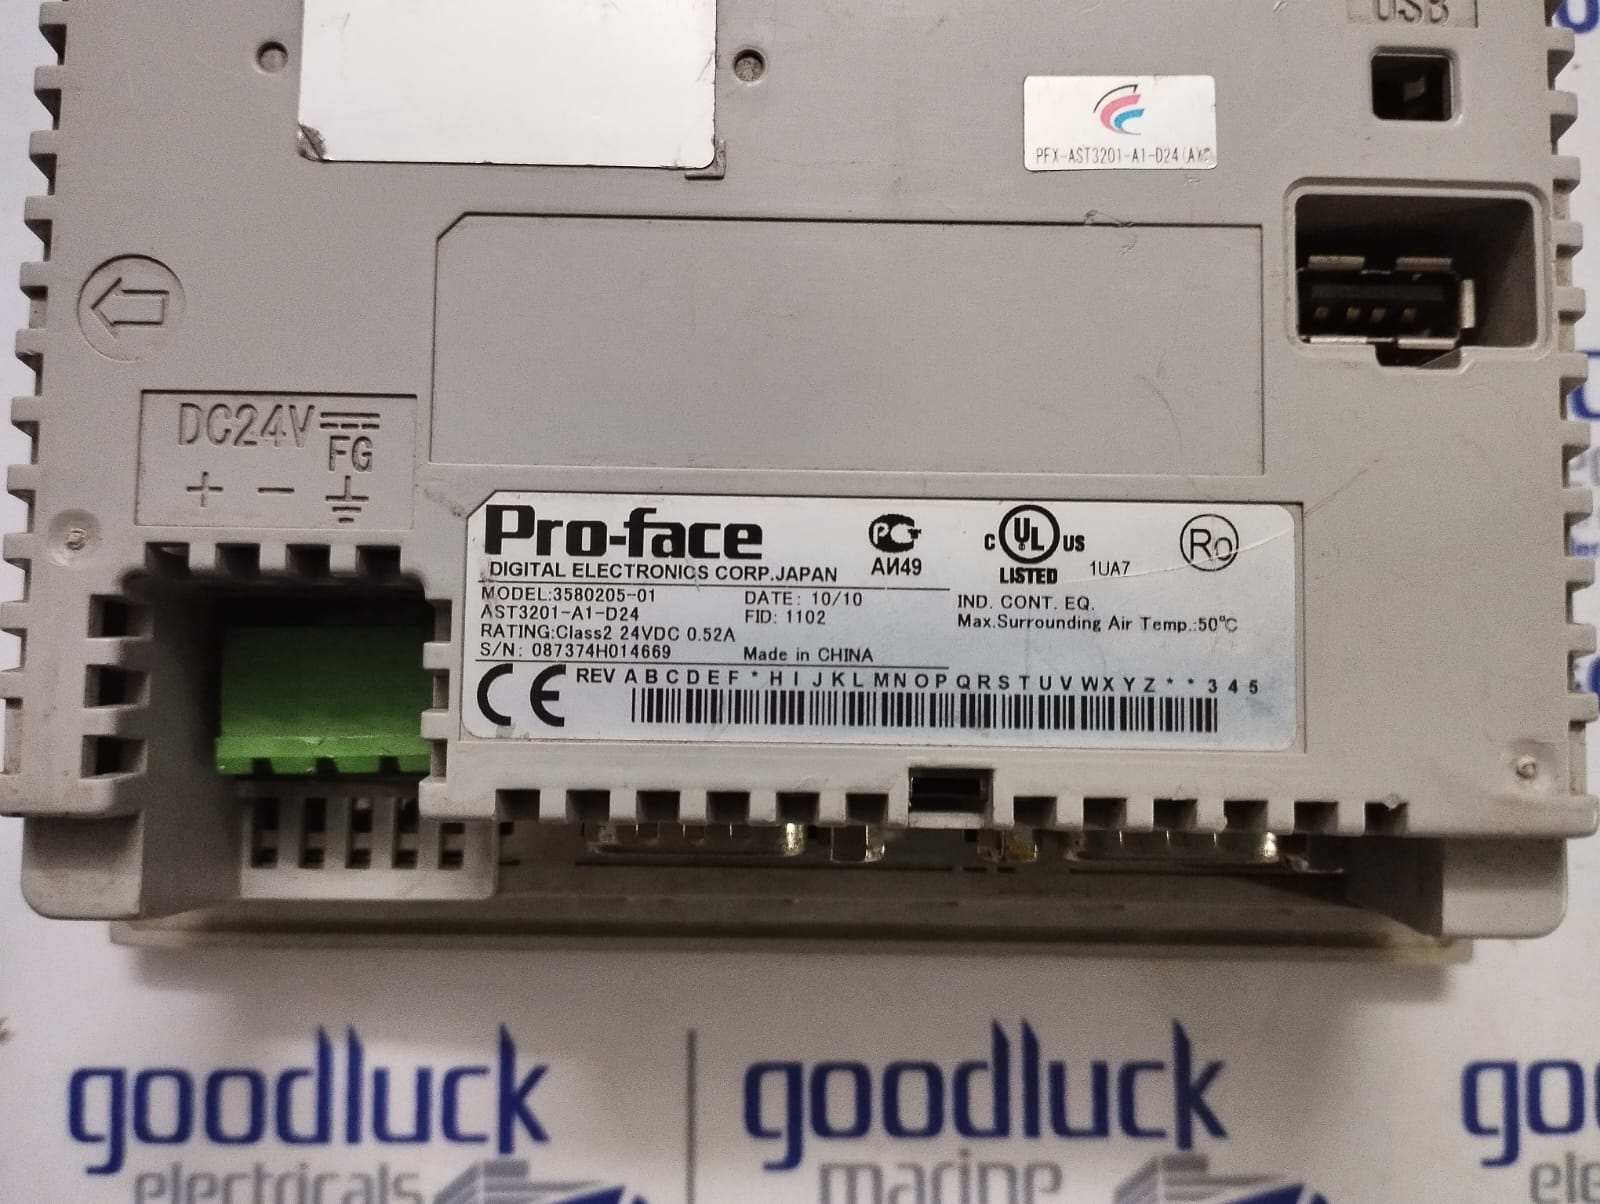 USB
PFX-AST3201-A1-D24
DC24V
FG
+ −
Pro-face
DIGITAL ELECTRONICS CORP.JAPAN
АИ49
C UL US
LISTED 1UA7
MODEL:3580205-01 DATE: 10/10
AST3201-A1-D24 FID: 1102
RATING:Class2 24VDC 0.52A
S/N: 087374H014669 Made in CHINA
IND. CONT. EQ.
Max.Surrounding Air Temp.:50℃
CE REV A B C D E F * H I J K L M N O P Q R S T U V W X Y Z * * 3 4 5
goodluck goodluck go
electricals marine ele